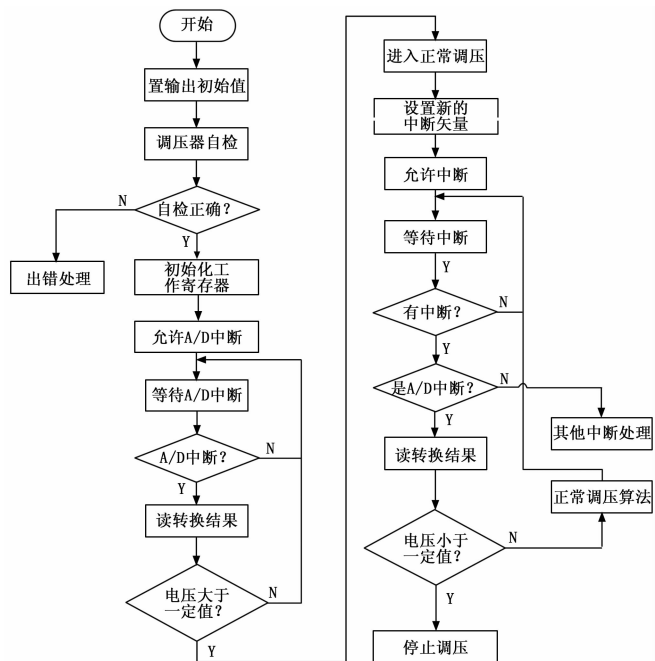 开始
置输出初始值
调压器自检
自检正确?
N
Y
出错处理
初始化工
作寄存器
允许A/D中断
等待A/D中断
A/D中断?
N
Y
读转换结果
电压大于
一定值?
N
Y
进入正常调压
设置新的
中断矢量
允许中断
等待中断
Y
有中断?
N
Y
是A/D中断?
N
Y
其他中断处理
读转换结果
正常调压算法
电压小于
一定值?
N
Y
停止调压